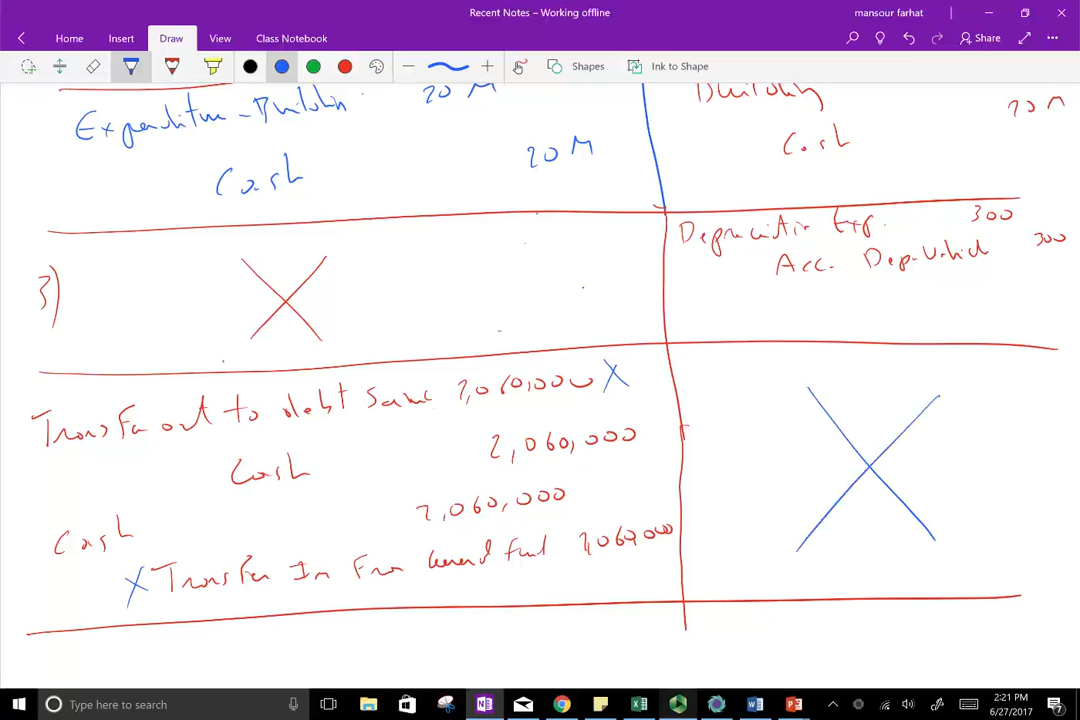 Recent Notes – Working offline
mansour farhat
Home Insert Draw View Class Notebook
Share
Shapes
Ink to Shape
20 M
Expenditure - Building
Cash 20 M
Building
20 M
Cash
3)
Depreciation Exp. 300
Acc. Dep-Vehicl 300
Transfer out to debt 2,060,000 X
Cash 2,060,000
Cash 2,060,000
X Transfer In From General Fund 2,060,000
Type here to search
2:21 PM
6/27/2017
7